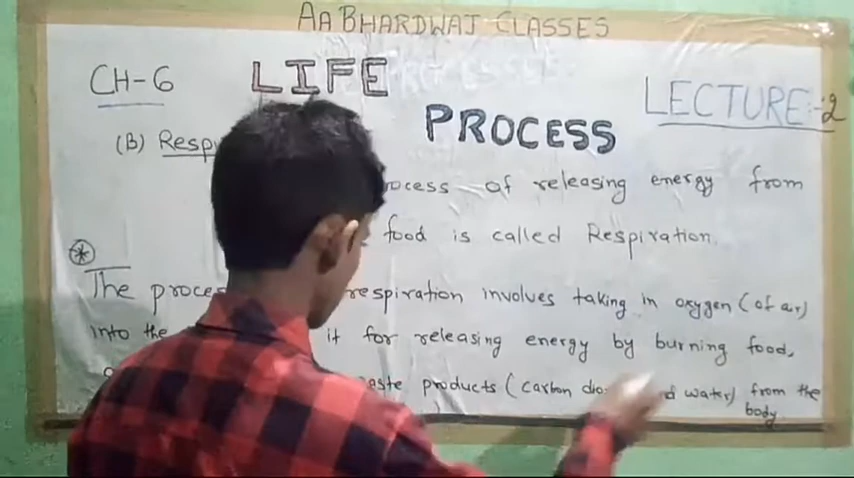 AA BHARDWAJ CLASSES
CH-6 LIFE PROCESS LECTURE:-2
(B) Resp
ocess of releasing energy from
food is called Respiration.
The proce respiration involves taking in oxygen (of air)
into the it for releasing energy by burning food,
aste products (carbon dio d water) from the
body